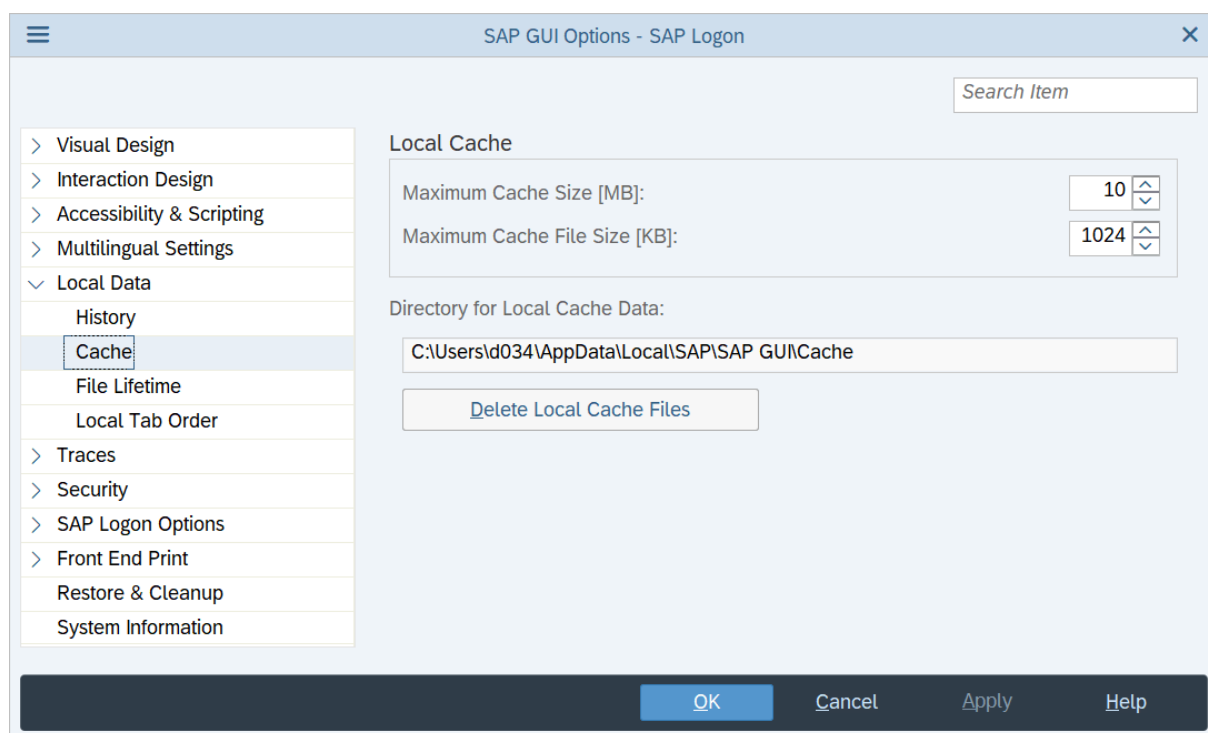 SAP GUI Options - SAP Logon
Search Item
Visual Design
Interaction Design
Accessibility & Scripting
Multilingual Settings
Local Data
History
Cache
File Lifetime
Local Tab Order
Traces
Security
SAP Logon Options
Front End Print
Restore & Cleanup
System Information
Local Cache
Maximum Cache Size [MB]: 10
Maximum Cache File Size [KB]: 1024
Directory for Local Cache Data:
C:\Users\d034\AppData\Local\SAP\SAP GUI\Cache
Delete Local Cache Files
OK Cancel Apply Help